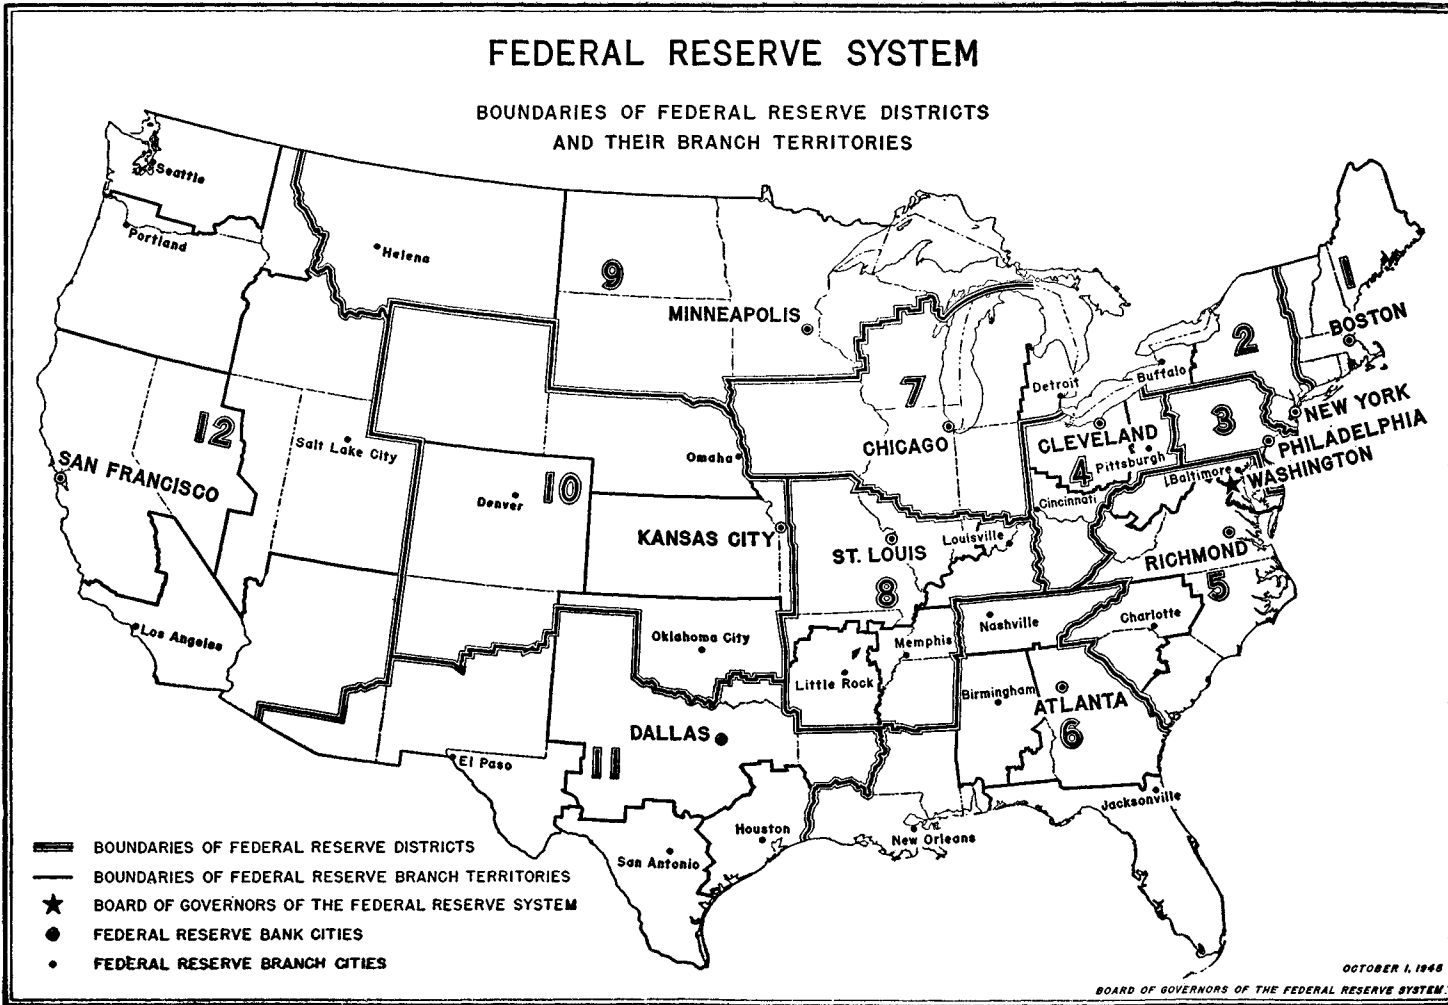 FEDERAL RESERVE SYSTEM
BOUNDARIES OF FEDERAL RESERVE DISTRICTS
AND THEIR BRANCH TERRITORIES
Seattle
Portland
Helena
9
MINNEAPOLIS
1
BOSTON
2
Buffalo
Detroit
7
CHICAGO
3
NEW YORK
PHILADELPHIA
WASHINGTON
CLEVELAND
4
Pittsburgh
Baltimore
Cincinnati
12
SAN FRANCISCO
Salt Lake City
Omaha
Denver
10
KANSAS CITY
ST. LOUIS
8
Louisville
RICHMOND
5
Los Angeles
Oklahoma City
Memphis
Nashville
Charlotte
Little Rock
Birmingham
ATLANTA
6
DALLAS
11
El Paso
Houston
San Antonio
New Orleans
Jacksonville
BOUNDARIES OF FEDERAL RESERVE DISTRICTS
BOUNDARIES OF FEDERAL RESERVE BRANCH TERRITORIES
BOARD OF GOVERNORS OF THE FEDERAL RESERVE SYSTEM
FEDERAL RESERVE BANK CITIES
FEDERAL RESERVE BRANCH CITIES
OCTOBER 1,
BOARD OF GOVERNORS OF THE FEDERAL RESERVE SYSTEM